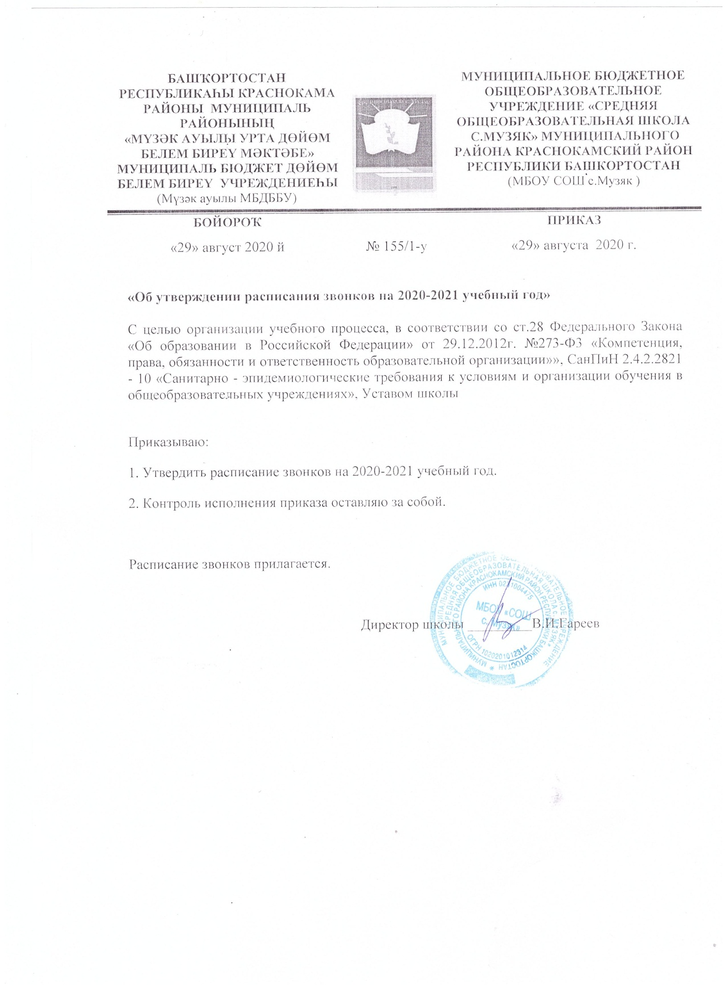 БАШҠОРТОСТАН
РЕСПУБЛИКАҺЫ КРАСНОКАМА
РАЙОНЫ МУНИЦИПАЛЬ
РАЙОНЫНЫҢ
«МҮЗӘК АУЫЛЫ УРТА ДӨЙӨМ
БЕЛЕМ БИРЕҮ МӘКТӘБЕ»
МУНИЦИПАЛЬ БЮДЖЕТ ДӨЙӨМ
БЕЛЕМ БИРЕҮ УЧРЕЖДЕНИЕҺЫ
(Мүзәк ауылы МБДББУ)
МУНИЦИПАЛЬНОЕ БЮДЖЕТНОЕ
ОБЩЕОБРАЗОВАТЕЛЬНОЕ
УЧРЕЖДЕНИЕ «СРЕДНЯЯ
ОБЩЕОБРАЗОВАТЕЛЬНАЯ ШКОЛА
С.МУЗЯК» МУНИЦИПАЛЬНОГО
РАЙОНА КРАСНОКАМСКИЙ РАЙОН
РЕСПУБЛИКИ БАШКОРТОСТАН
(МБОУ СОШ с.Музяк )
БОЙОРОҠ
ПРИКАЗ
«29» август 2020 й
№ 155/1-у
«29» августа 2020 г.
«Об утверждении расписания звонков на 2020-2021 учебный год»
С целью организации учебного процесса, в соответствии со ст.28 Федерального Закона
«Об образовании в Российской Федерации» от 29.12.2012г. №273-ФЗ «Компетенция,
права, обязанности и ответственность образовательной организации»», СанПиН 2.4.2.2821
- 10 «Санитарно - эпидемиологические требования к условиям и организации обучения в
общеобразовательных учреждениях», Уставом школы
Приказываю:
1. Утвердить расписание звонков на 2020-2021 учебный год.
2. Контроль исполнения приказа оставляю за собой.
Расписание звонков прилагается.
Директор школы _________В.И.Гареев
МУНИЦИПАЛЬНОЕ БЮДЖЕТНОЕ УЧРЕЖДЕНИЕ
СРЕДНЯЯ ОБЩЕОБРАЗОВАТЕЛЬНАЯ ШКОЛА с. МУЗЯК»
МУНИЦИПАЛЬНОГО РАЙОНА КРАСНОКАМСКИЙ РАЙОН РЕСПУБЛИКИ БАШКОРТОСТАН *
ИНН
МБОУ «СОШ
с. Музяк»
ОГРН 1020201012314